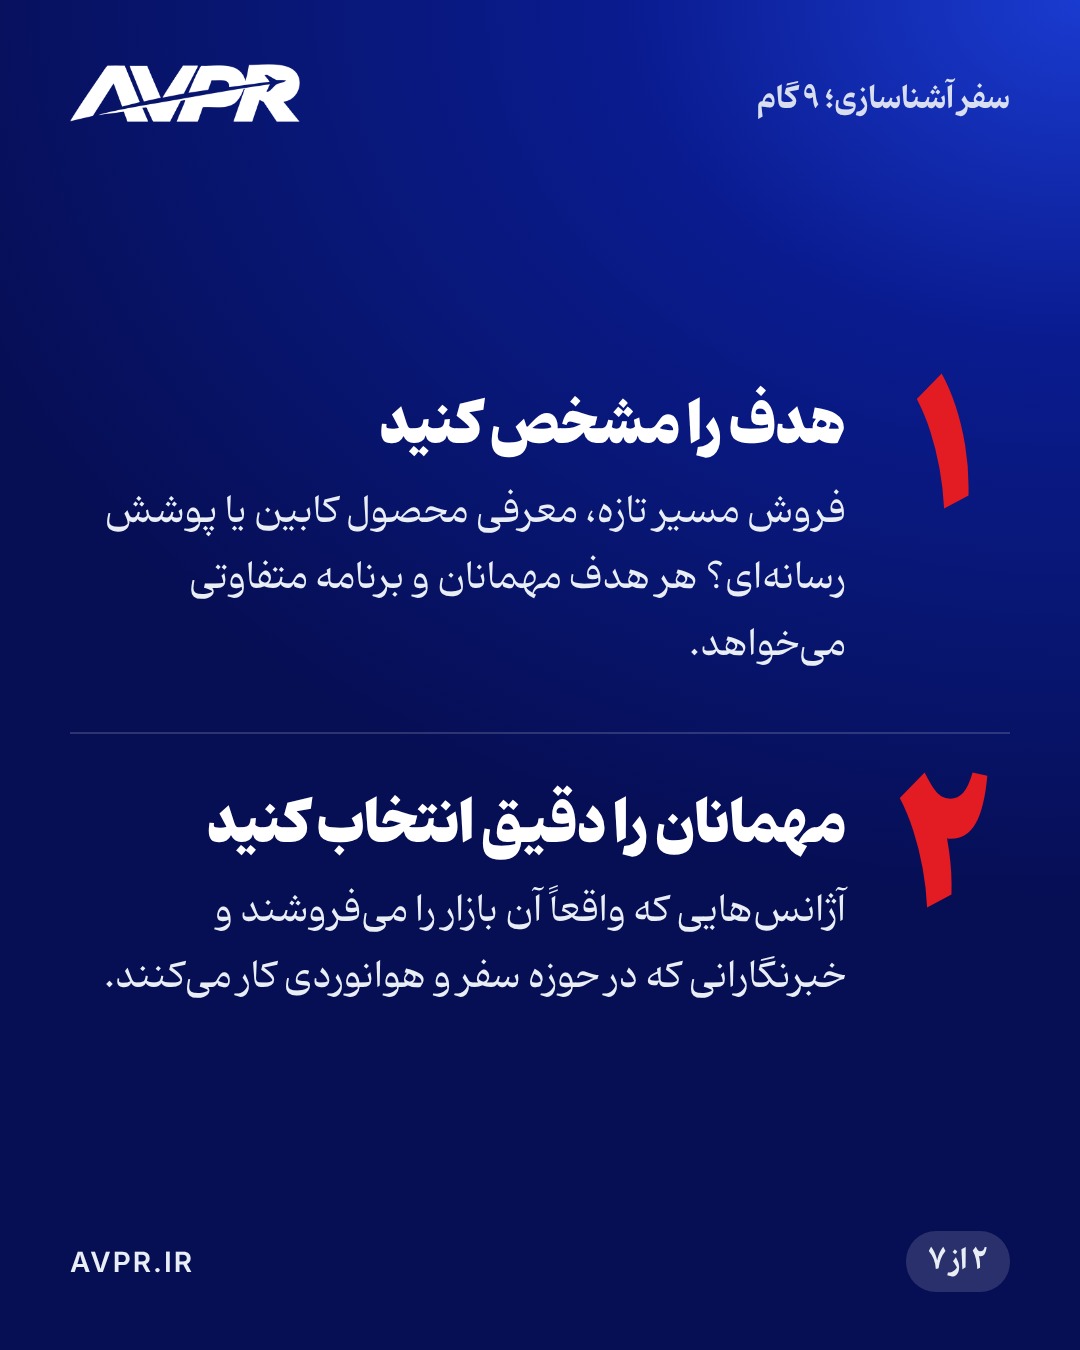 AVPR
سفر آشناسازی؛ ۹ گام
۱
هدف را مشخص کنید
فروش مسیر تازه، معرفی محصول کابین یا پوشش
رسانه‌ای؟ هر هدف مهمانان و برنامه متفاوتی
می‌خواهد.
۲
مهمانان را دقیق انتخاب کنید
آژانس‌هایی که واقعاً آن بازار را می‌فروشند و
خبرنگارانی که در حوزه سفر و هوانوردی کار می‌کنند.
AVPR.IR
۲ از ۷